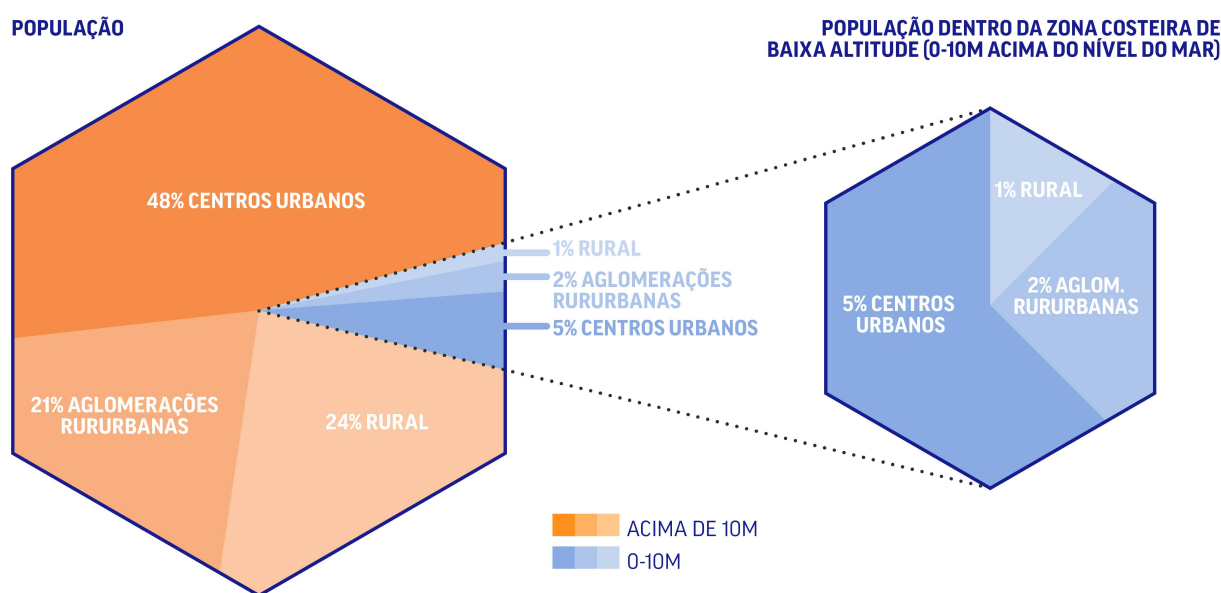 POPULAÇÃO
POPULAÇÃO DENTRO DA ZONA COSTEIRA DE
BAIXA ALTITUDE (0-10M ACIMA DO NÍVEL DO MAR)
48% CENTROS URBANOS
21% AGLOMERAÇÕES
RURURBANAS
24% RURAL
1% RURAL
2% AGLOMERAÇÕES
RURURBANAS
5% CENTROS URBANOS
1% RURAL
2% AGLOM.
RURURBANAS
5% CENTROS
URBANOS
ACIMA DE 10M
0-10M